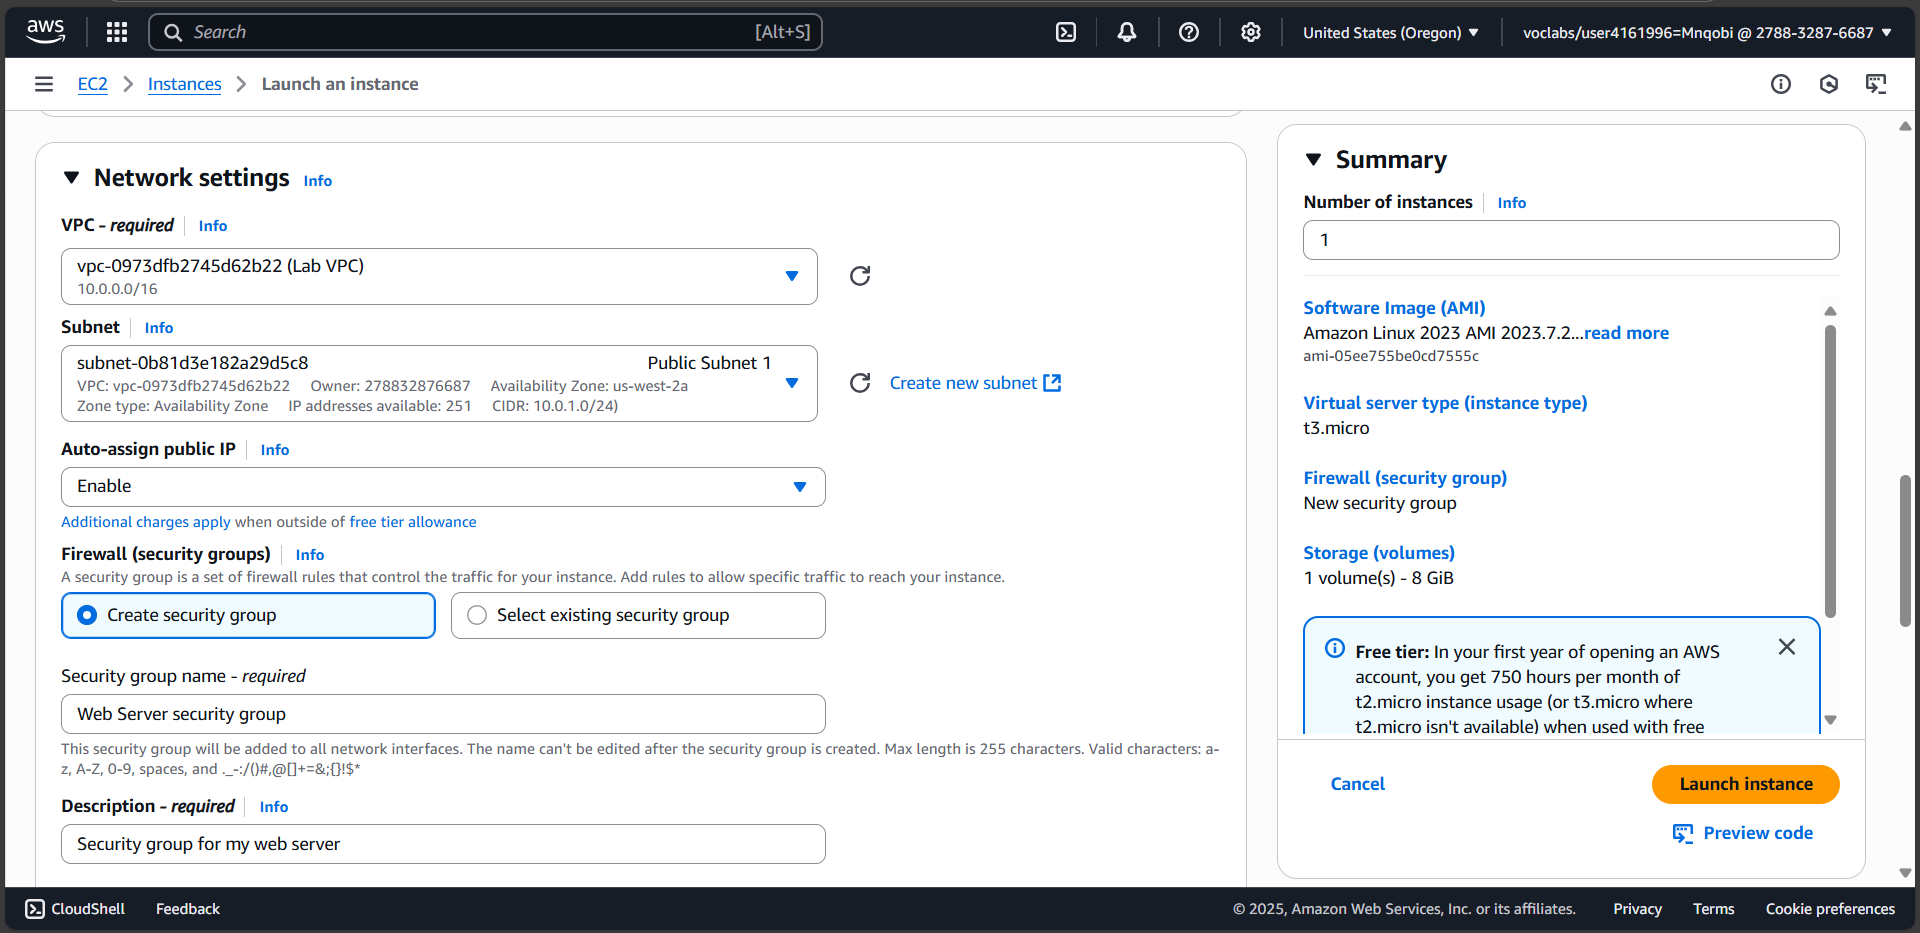 aws
Search [Alt+S]
United States (Oregon)
voclabs/user4161996=Mnqobi @ 2788-3287-6687
EC2 Instances Launch an instance
Network settings Info
VPC - required Info
vpc-0973dfb2745d62b22 (Lab VPC)
10.0.0.0/16
Subnet Info
subnet-0b81d3e182a29d5c8 Public Subnet 1
VPC: vpc-0973dfb2745d62b22 Owner: 278832876687 Availability Zone: us-west-2a
Zone type: Availability Zone IP addresses available: 251 CIDR: 10.0.1.0/24)
Create new subnet
Auto-assign public IP Info
Enable
Additional charges apply when outside of free tier allowance
Firewall (security groups) Info
A security group is a set of firewall rules that control the traffic for your instance. Add rules to allow specific traffic to reach your instance.
Create security group
Select existing security group
Security group name - required
Web Server security group
This security group will be added to all network interfaces. The name can't be edited after the security group is created. Max length is 255 characters. Valid characters: a-
z, A-Z, 0-9, spaces, and ._-:/()#,@[]+=&;{}!$*
Description - required Info
Security group for my web server
Summary
Number of instances Info
1
Software Image (AMI)
Amazon Linux 2023 AMI 2023.7.2...read more
ami-05ee755be0cd7555c
Virtual server type (instance type)
t3.micro
Firewall (security group)
New security group
Storage (volumes)
1 volume(s) - 8 GiB
Free tier: In your first year of opening an AWS
account, you get 750 hours per month of
t2.micro instance usage (or t3.micro where
t2.micro isn't available) when used with free
Cancel
Launch instance
Preview code
CloudShell Feedback
© 2025, Amazon Web Services, Inc. or its affiliates. Privacy Terms Cookie preferences